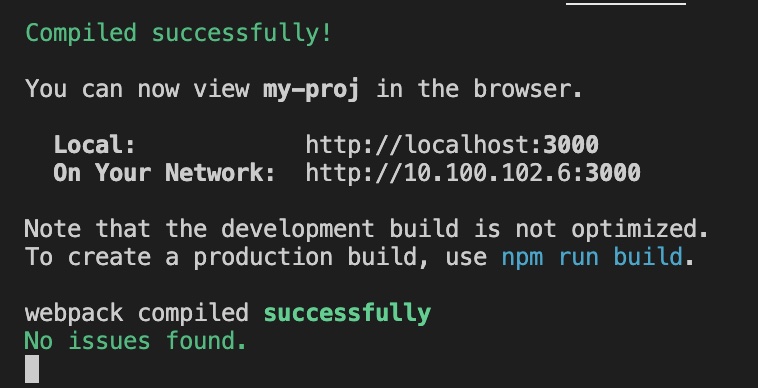 Compiled successfully!
You can now view my-proj in the browser.
Local: http://localhost:3000
On Your Network: http://10.100.102.6:3000
Note that the development build is not optimized.
To create a production build, use npm run build.
webpack compiled successfully
No issues found.